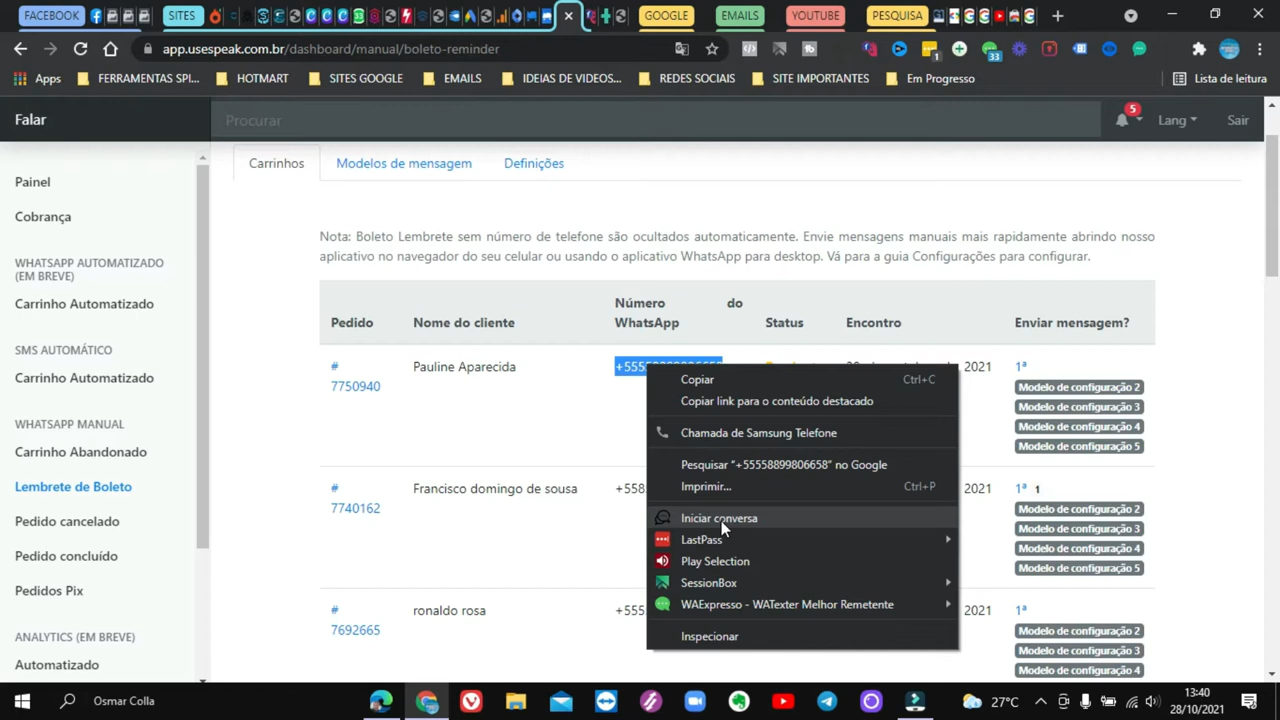 FACEBOOK
SITES
GOOGLE
EMAILS
YOUTUBE
PESQUISA
app.usespeak.com.br/dashboard/manual/boleto-reminder
1
33
Apps
FERRAMENTAS SPI...
HOTMART
SITES GOOGLE
EMAILS
IDEIAS DE VIDEOS...
REDES SOCIAIS
SITE IMPORTANTES
Em Progresso
Lista de leitura
Falar
Procurar
5
Lang
Sair
Painel
Cobrança
WHATSAPP AUTOMATIZADO
(EM BREVE)
Carrinho Automatizado
SMS AUTOMÁTICO
Carrinho Automatizado
WHATSAPP MANUAL
Carrinho Abandonado
Lembrete de Boleto
Pedido cancelado
Pedido concluído
Pedidos Pix
ANALYTICS (EM BREVE)
Automatizado
Carrinhos
Modelos de mensagem
Definições
Nota: Boleto Lembrete sem número de telefone são ocultados automaticamente. Envie mensagens manuais mais rapidamente abrindo nosso
aplicativo no navegador do seu celular ou usando o aplicativo WhatsApp para desktop. Vá para a guia Configurações para configurar.
Pedido
Nome do cliente
Número do
WhatsApp
Status
Encontro
Enviar mensagem?
#
7750940
Pauline Aparecida
+55558899806658
2021
1ª
Modelo de configuração 2
Modelo de configuração 3
Modelo de configuração 4
Modelo de configuração 5
#
7740162
Francisco domingo de sousa
+558
2021
1ª 1
Modelo de configuração 2
Modelo de configuração 3
Modelo de configuração 4
Modelo de configuração 5
#
7692665
ronaldo rosa
+555
2021
1ª
Modelo de configuração 2
Modelo de configuração 3
Modelo de configuração 4
Copiar Ctrl+C
Copiar link para o conteúdo destacado
Chamada de Samsung Telefone
Pesquisar “+55558899806658” no Google
Imprimir... Ctrl+P
Iniciar conversa
LastPass
Play Selection
SessionBox
WAExpresso - WATexter Melhor Remetente
Inspecionar
Osmar Colla
27°C
13:40
28/10/2021